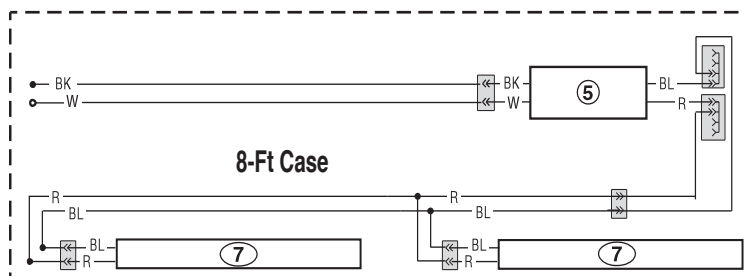 BK BK BL
W W R
5
8-Ft Case
R R
BL BL
BL BL
R R
7 7